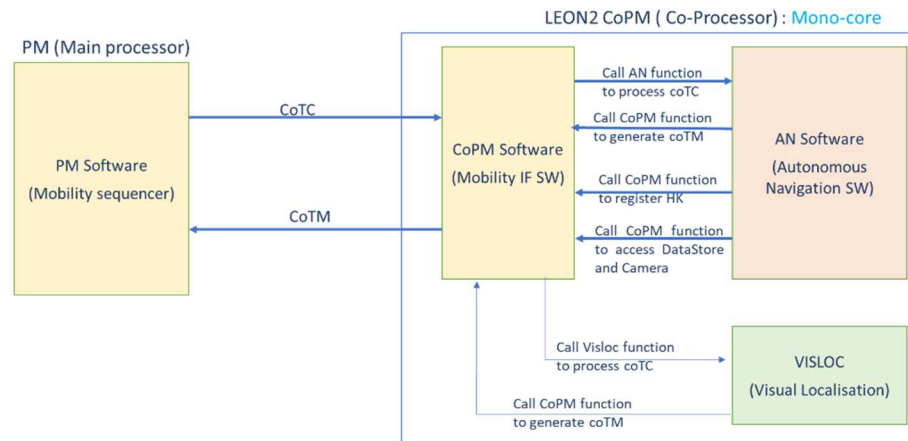 LEON2 CoPM ( Co-Processor) : Mono-core
PM (Main processor)
Call AN function
to process coTC
CoTC
Call CoPM function
to generate coTM
CoPM Software
(Mobility IF SW)
AN Software
(Autonomous
Navigation SW)
PM Software
(Mobility sequencer)
Call CoPM function
to register HK
CoTM
Call CoPM function
to access DataStore
and Camera
Call Visloc function
to process coTC
VISLOC
(Visual Localisation)
Call CoPM function
to generate coTM